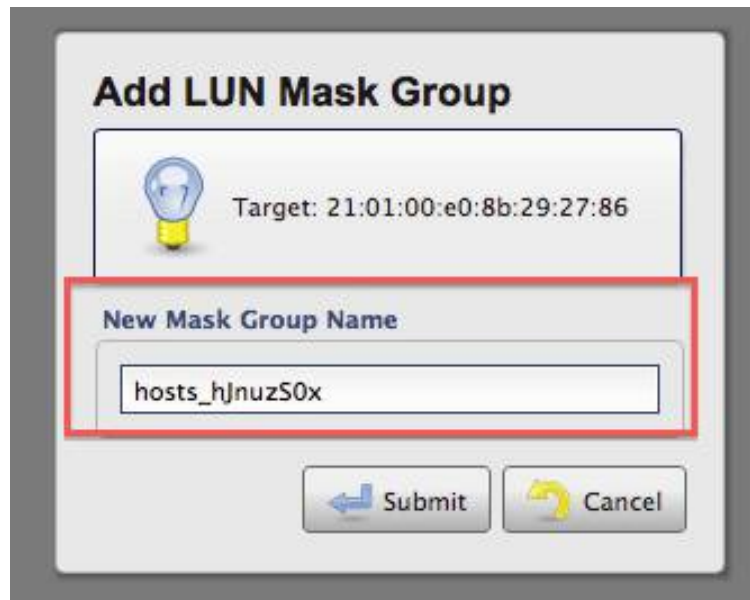 Add LUN Mask Group
Target: 21:01:00:e0:8b:29:27:86
New Mask Group Name
hosts_hJnuzS0x
Submit
Cancel